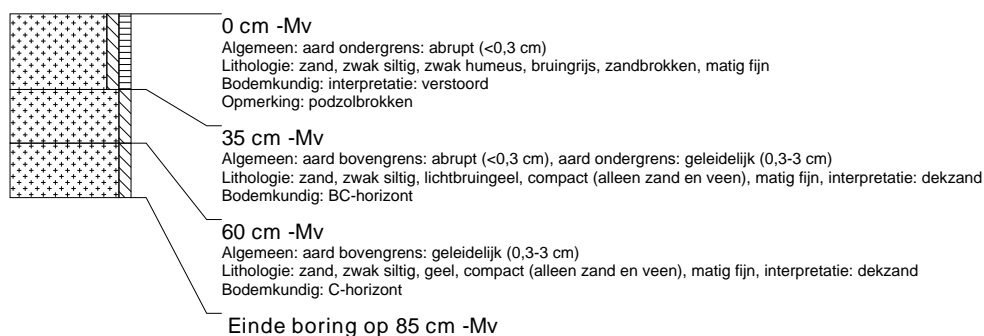 0 cm -Mv
Algemeen: aard ondergrens: abrupt (<0,3 cm)
Lithologie: zand, zwak siltig, zwak humeus, bruingrijs, zandbrokken, matig fijn
Bodemkundig: interpretatie: verstoord
Opmerking: podzolbrokken
35 cm -Mv
Algemeen: aard bovengrens: abrupt (<0,3 cm), aard ondergrens: geleidelijk (0,3-3 cm)
Lithologie: zand, zwak siltig, lichtbruingeel, compact (alleen zand en veen), matig fijn, interpretatie: dekzand
Bodemkundig: BC-horizont
60 cm -Mv
Algemeen: aard bovengrens: geleidelijk (0,3-3 cm)
Lithologie: zand, zwak siltig, geel, compact (alleen zand en veen), matig fijn, interpretatie: dekzand
Bodemkundig: C-horizont
Einde boring op 85 cm -Mv